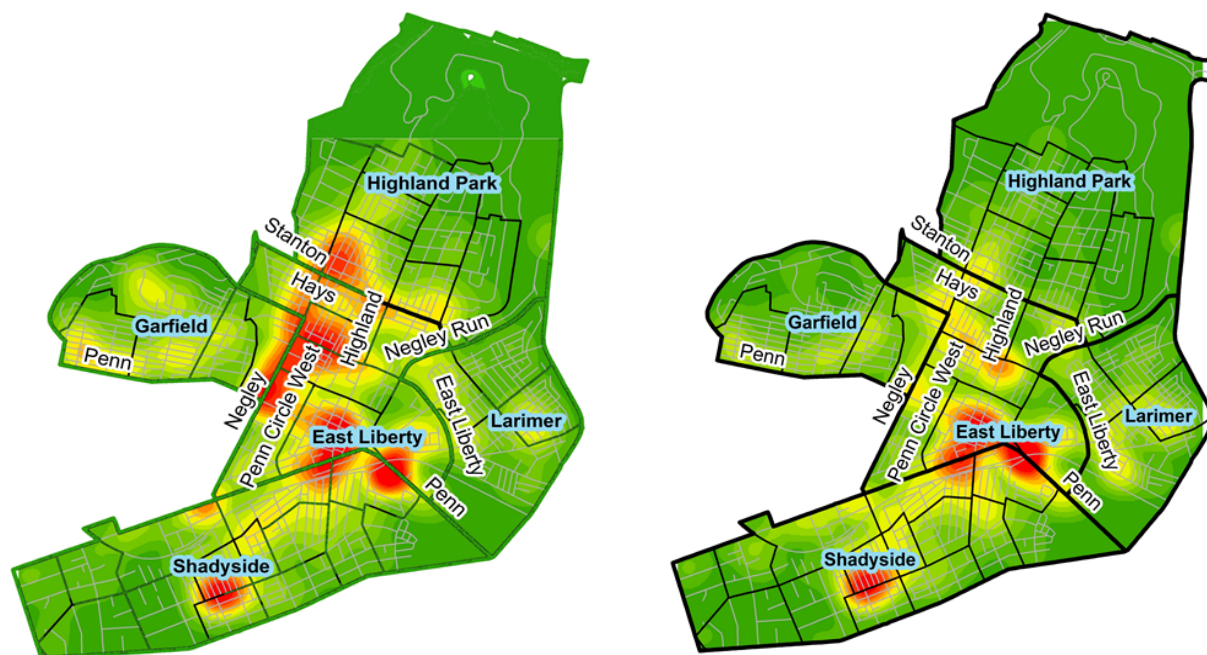 Highland Park
Stanton
Hays
Highland
Garfield
Penn
Negley Run
Negley
Penn Circle West
East Liberty
Larimer
East Liberty
Penn
Shadyside
Highland Park
Stanton
Hays
Highland
Garfield
Penn
Negley Run
Negley
Penn Circle West
East Liberty
Larimer
East Liberty
Penn
Shadyside